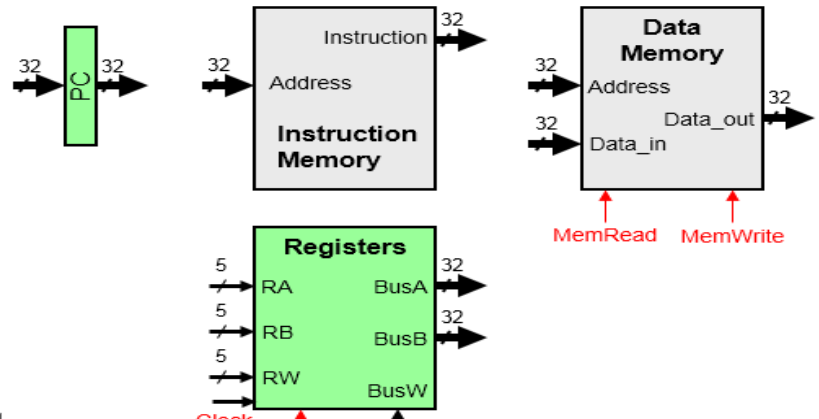 32
32
PC
32
Instruction
32
Address
Instruction
Memory
Data
Memory
32
Address
32
Data_in
Data_out
32
MemRead
MemWrite
Registers
5
RA
BusA
32
5
RB
BusB
32
5
RW
BusW
Clock